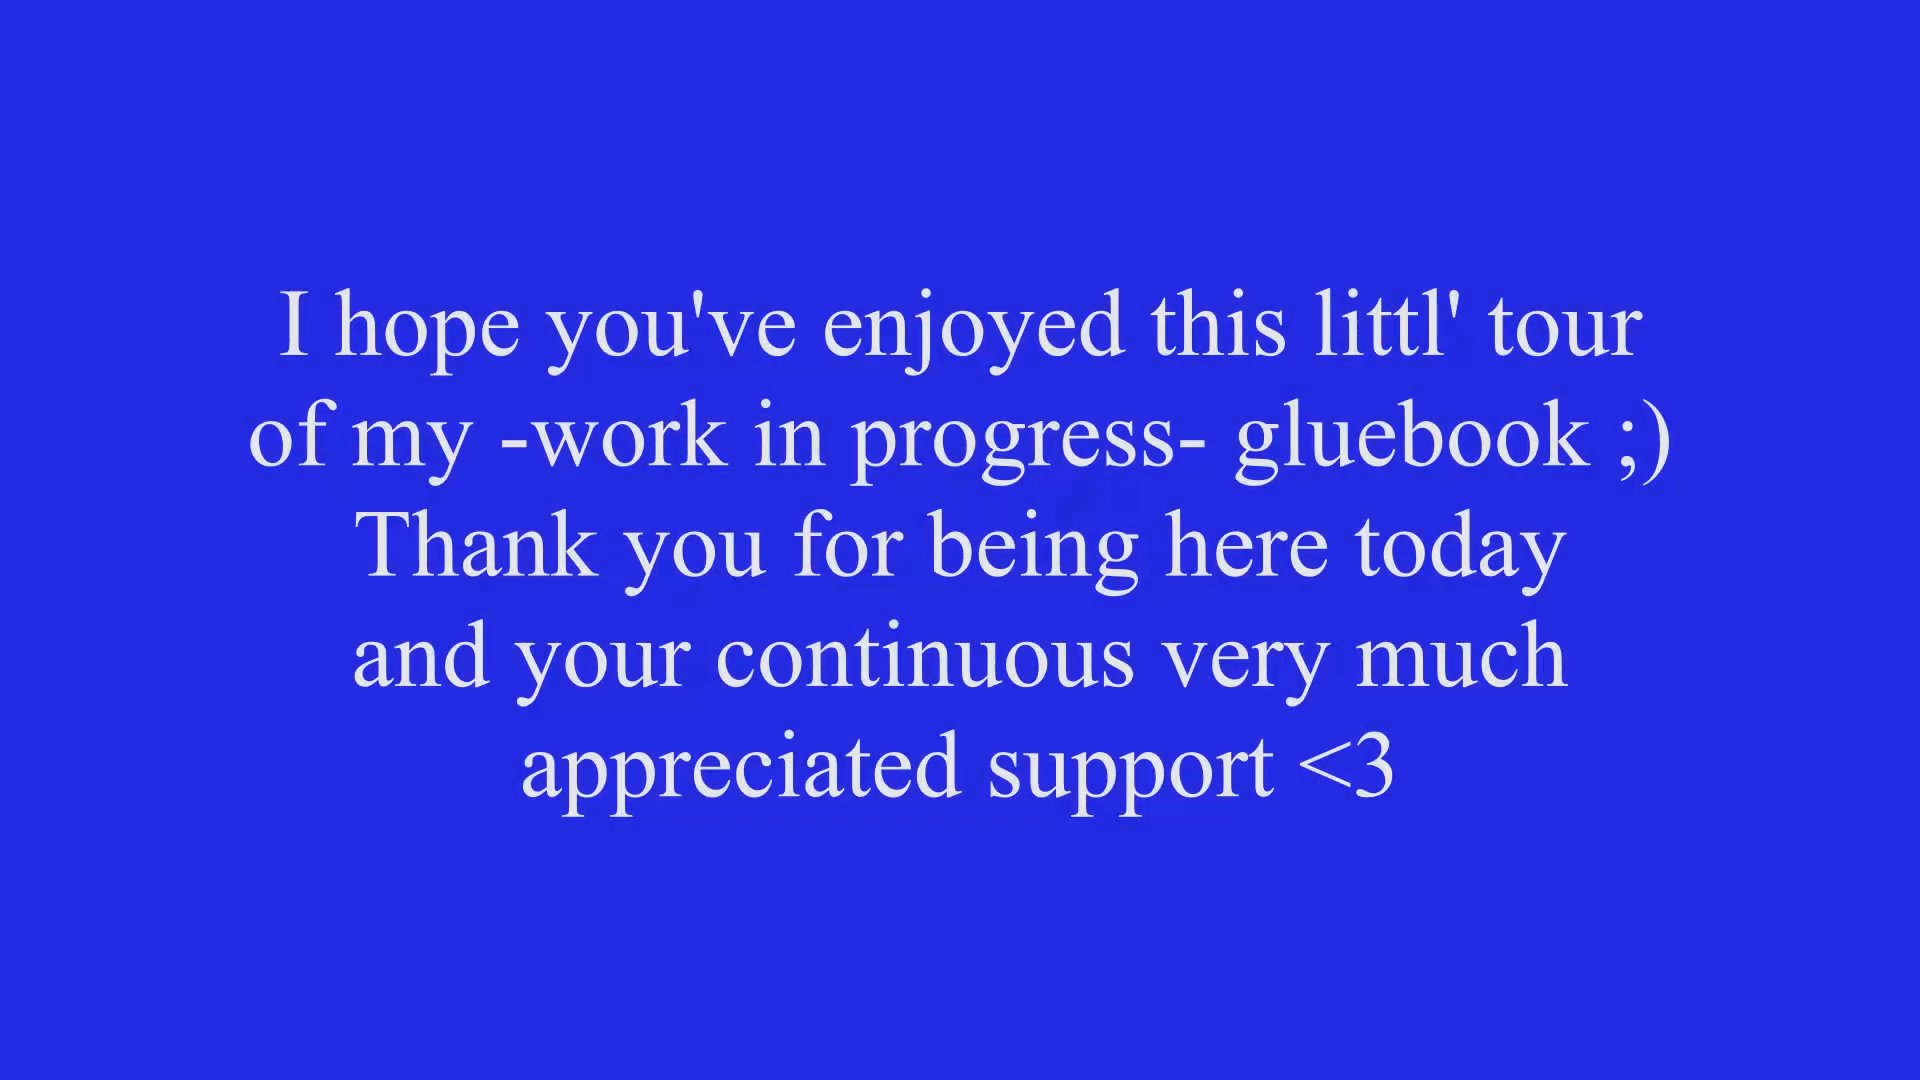 I hope you've enjoyed this littl' tour
of my -work in progress- gluebook ;)
Thank you for being here today
and your continuous very much
appreciated support <3